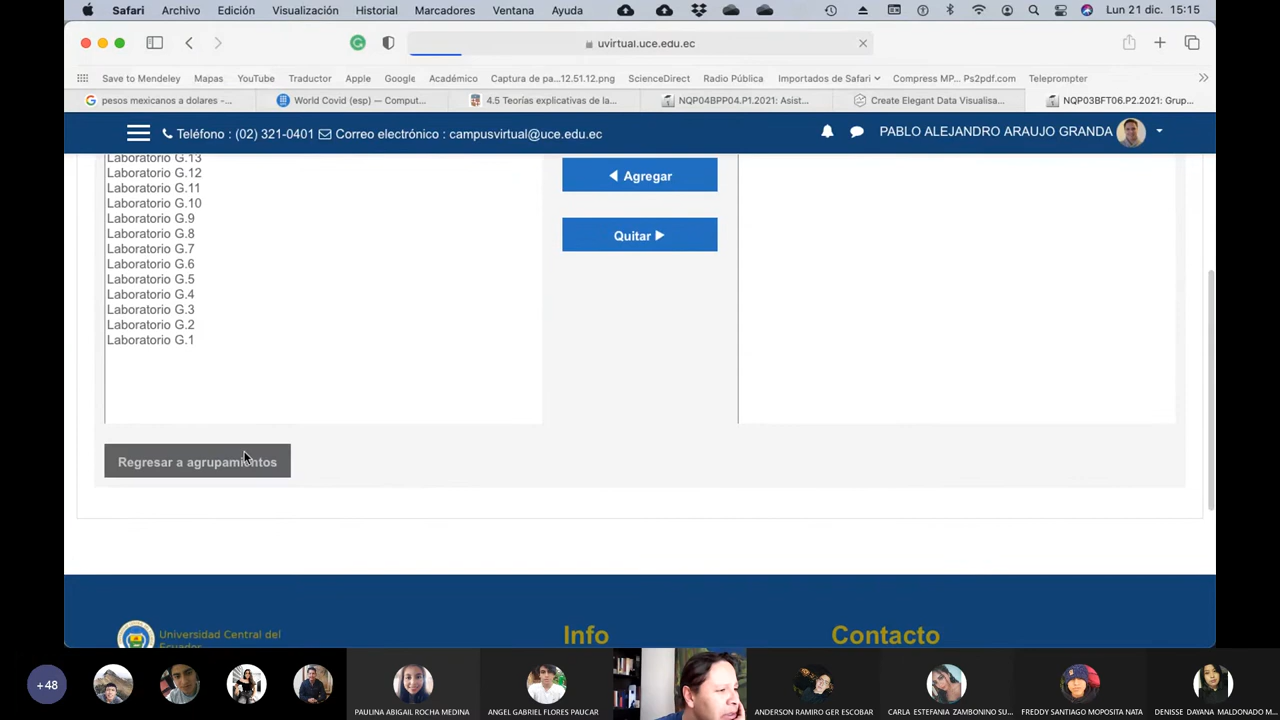 Safari Archivo Edición Visualización Historial Marcadores Ventana Ayuda Lun 21 dic. 15:15
uvirtual.uce.edu.ec
Save to Mendeley Mapas YouTube Traductor Apple Google Académico Captura de pa...12.51.12.png ScienceDirect Radio Pública Importados de Safari Compress MP... Ps2pdf.com Teleprompter
pesos mexicanos a dolares -... World Covid (esp) — Comput... 4.5 Teorías explicativas de la... NQP04BPP04.P1.2021: Asist... Create Elegant Data Visualisa... NQP03BFT06.P2.2021: Grup...
Teléfono : (02) 321-0401 Correo electrónico : campusvirtual@uce.edu.ec PABLO ALEJANDRO ARAUJO GRANDA
Laboratorio G.13
Laboratorio G.12
Laboratorio G.11
Laboratorio G.10
Laboratorio G.9
Laboratorio G.8
Laboratorio G.7
Laboratorio G.6
Laboratorio G.5
Laboratorio G.4
Laboratorio G.3
Laboratorio G.2
Laboratorio G.1
Agregar
Quitar
Regresar a agrupamientos
Universidad Central del
Ecuador
Info
Contacto
+48
PAULINA ABIGAIL ROCHA MEDINA ANGEL GABRIEL FLORES PAUCAR ANDERSON RAMIRO GER ESCOBAR CARLA ESTEFANIA ZAMBONINO SU... FREDDY SANTIAGO MOPOSITA NATA DENISSE DAYANA MALDONADO M...